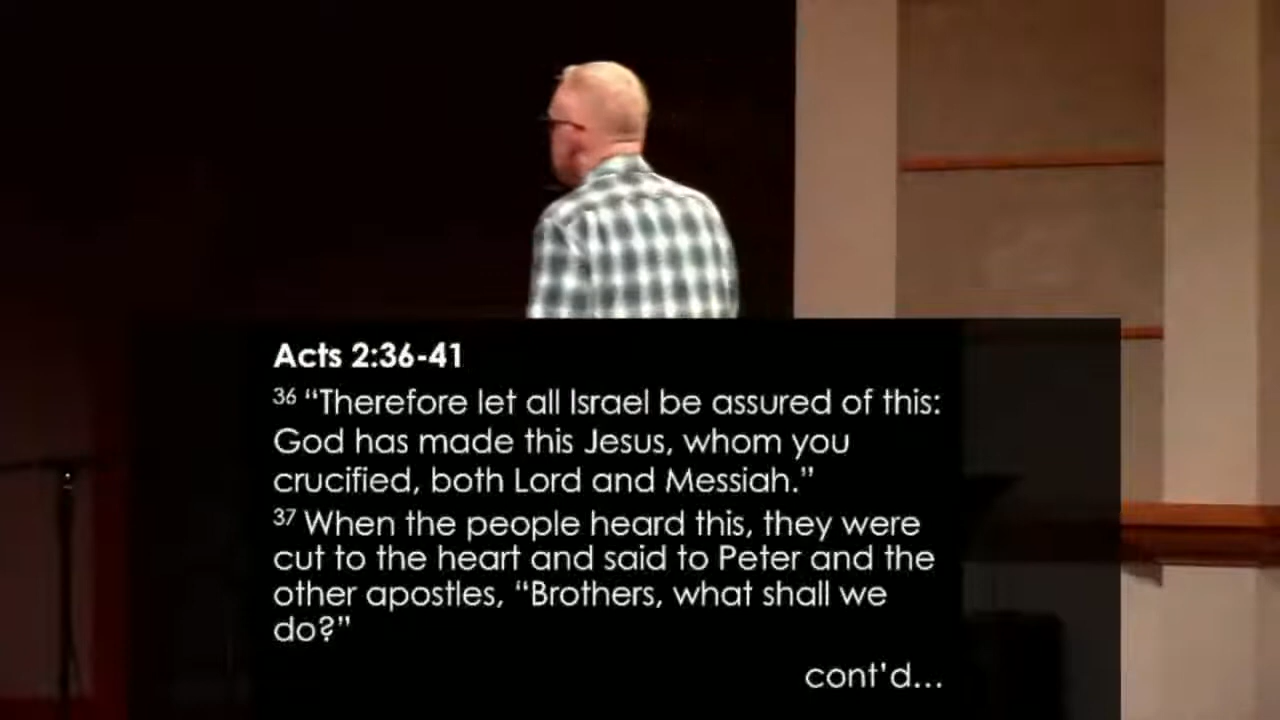 Acts 2:36-41
36 “Therefore let all Israel be assured of this:
God has made this Jesus, whom you
crucified, both Lord and Messiah.”
37 When the people heard this, they were
cut to the heart and said to Peter and the
other apostles, “Brothers, what shall we
do?”
cont’d...